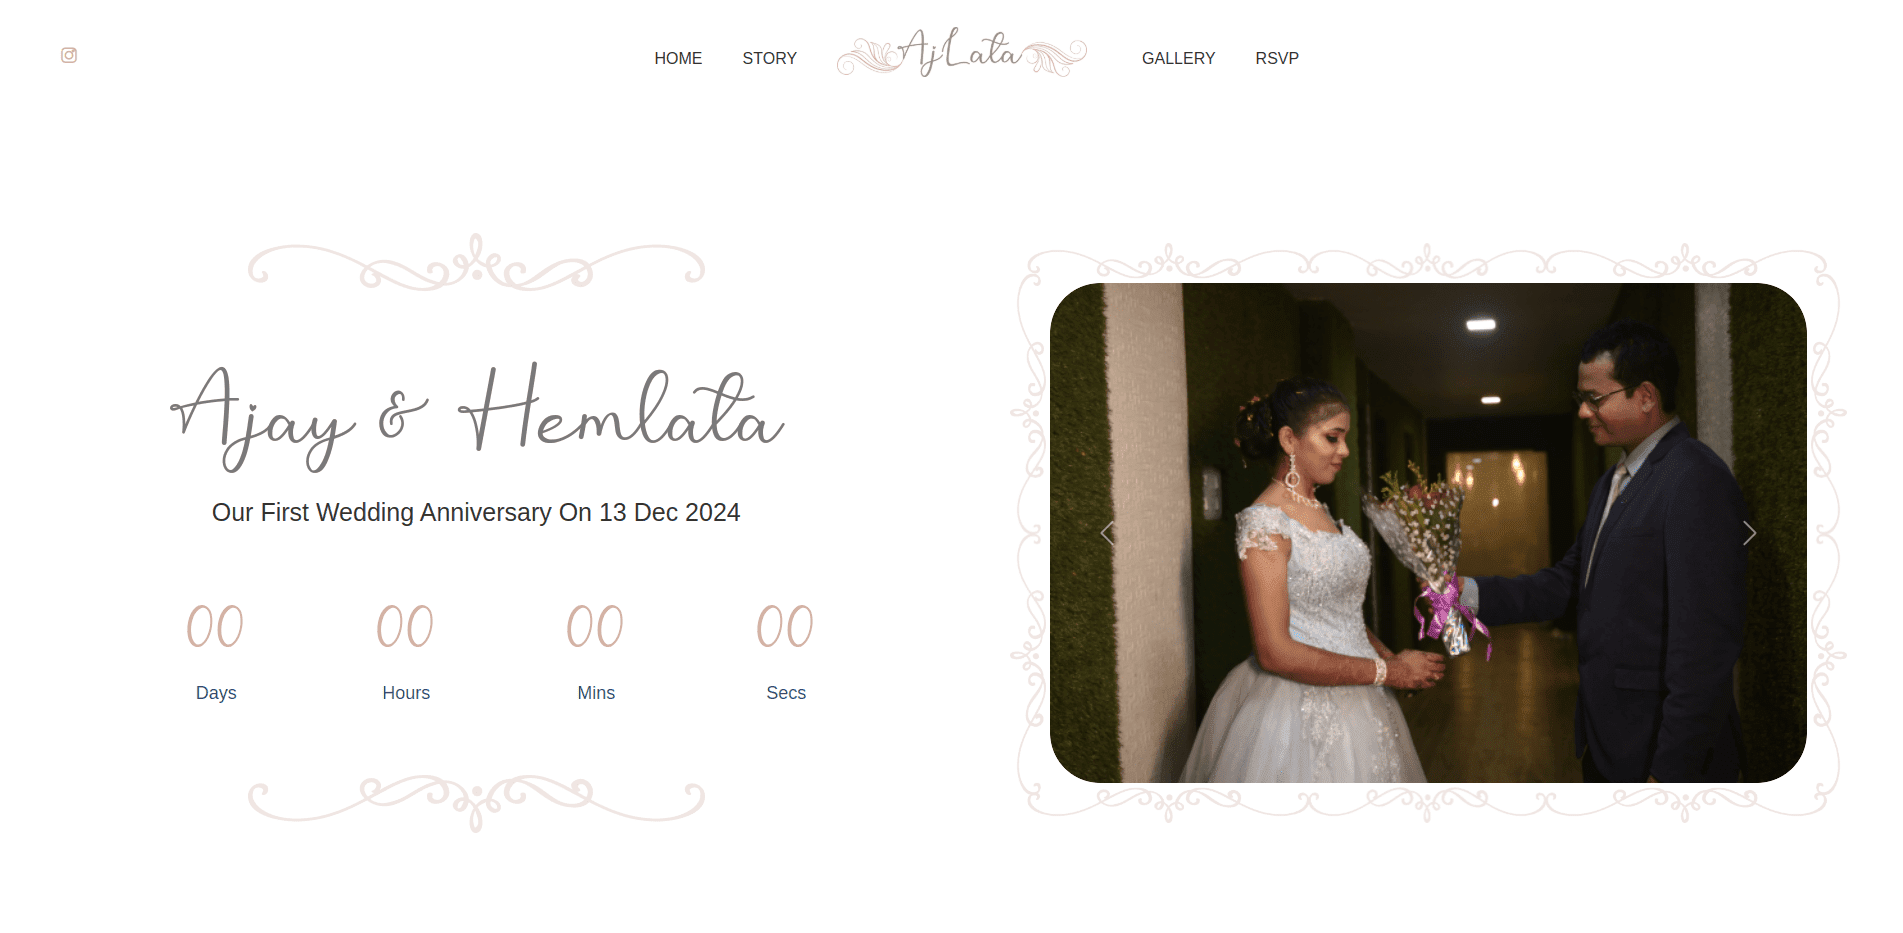 HOME STORY AjLata GALLERY RSVP
Ajay & Hemlata
Our First Wedding Anniversary On 13 Dec 2024
00 00 00 00
Days Hours Mins Secs